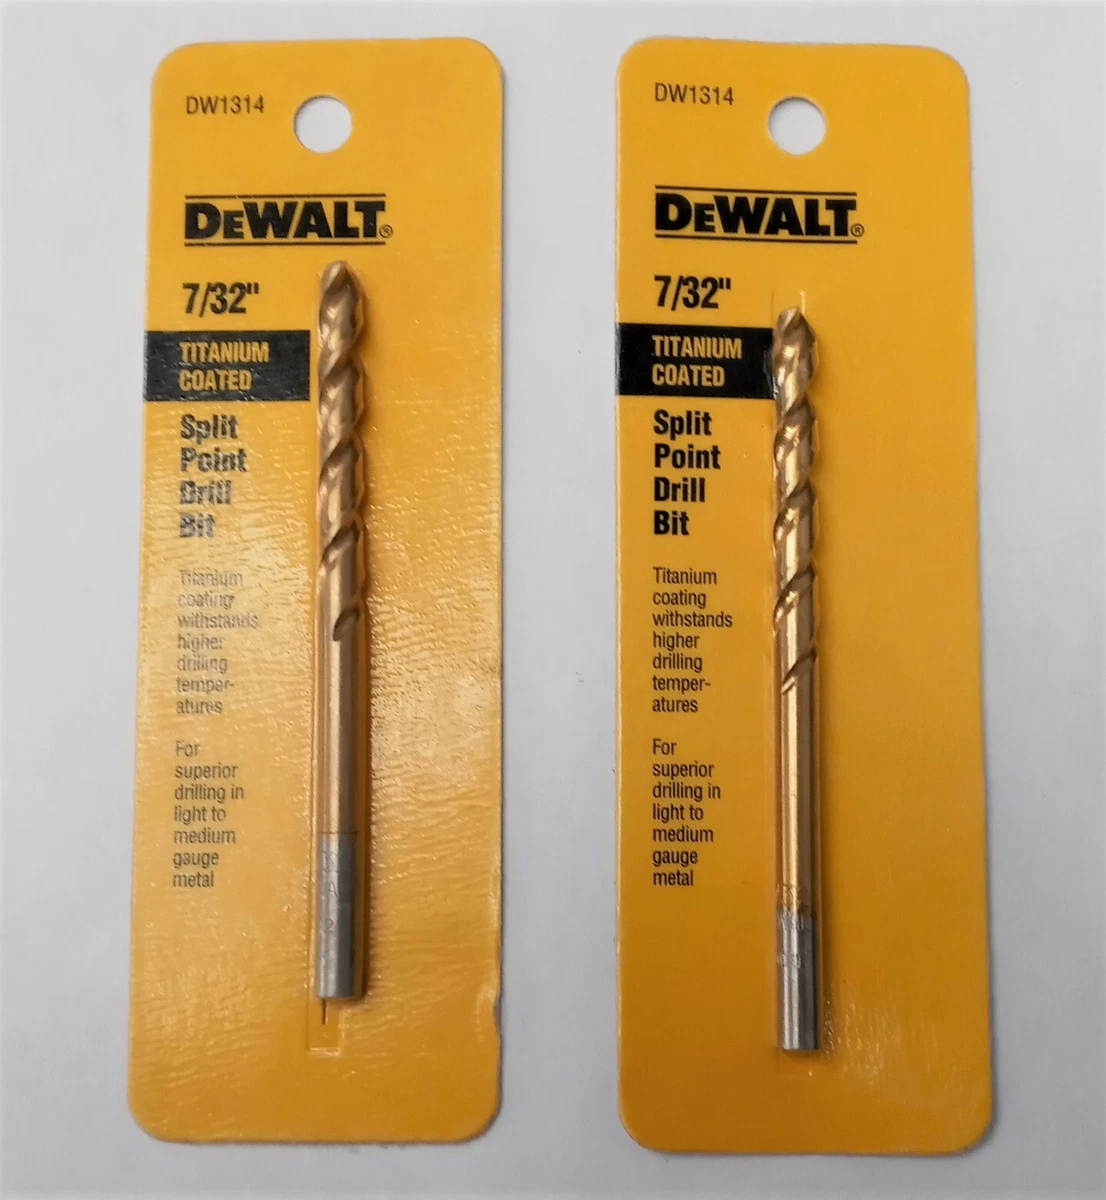 DW1314
DEWALT®
7/32"
TITANIUM
COATED
Split
Point
Drill
Bit
Titanium
coating
withstands
higher
drilling
temper-
atures
For
superior
drilling in
light to
medium
gauge
metal
DW1314
DEWALT®
7/32"
TITANIUM
COATED
Split
Point
Drill
Bit
Titanium
coating
withstands
higher
drilling
temper-
atures
For
superior
drilling in
light to
medium
gauge
metal